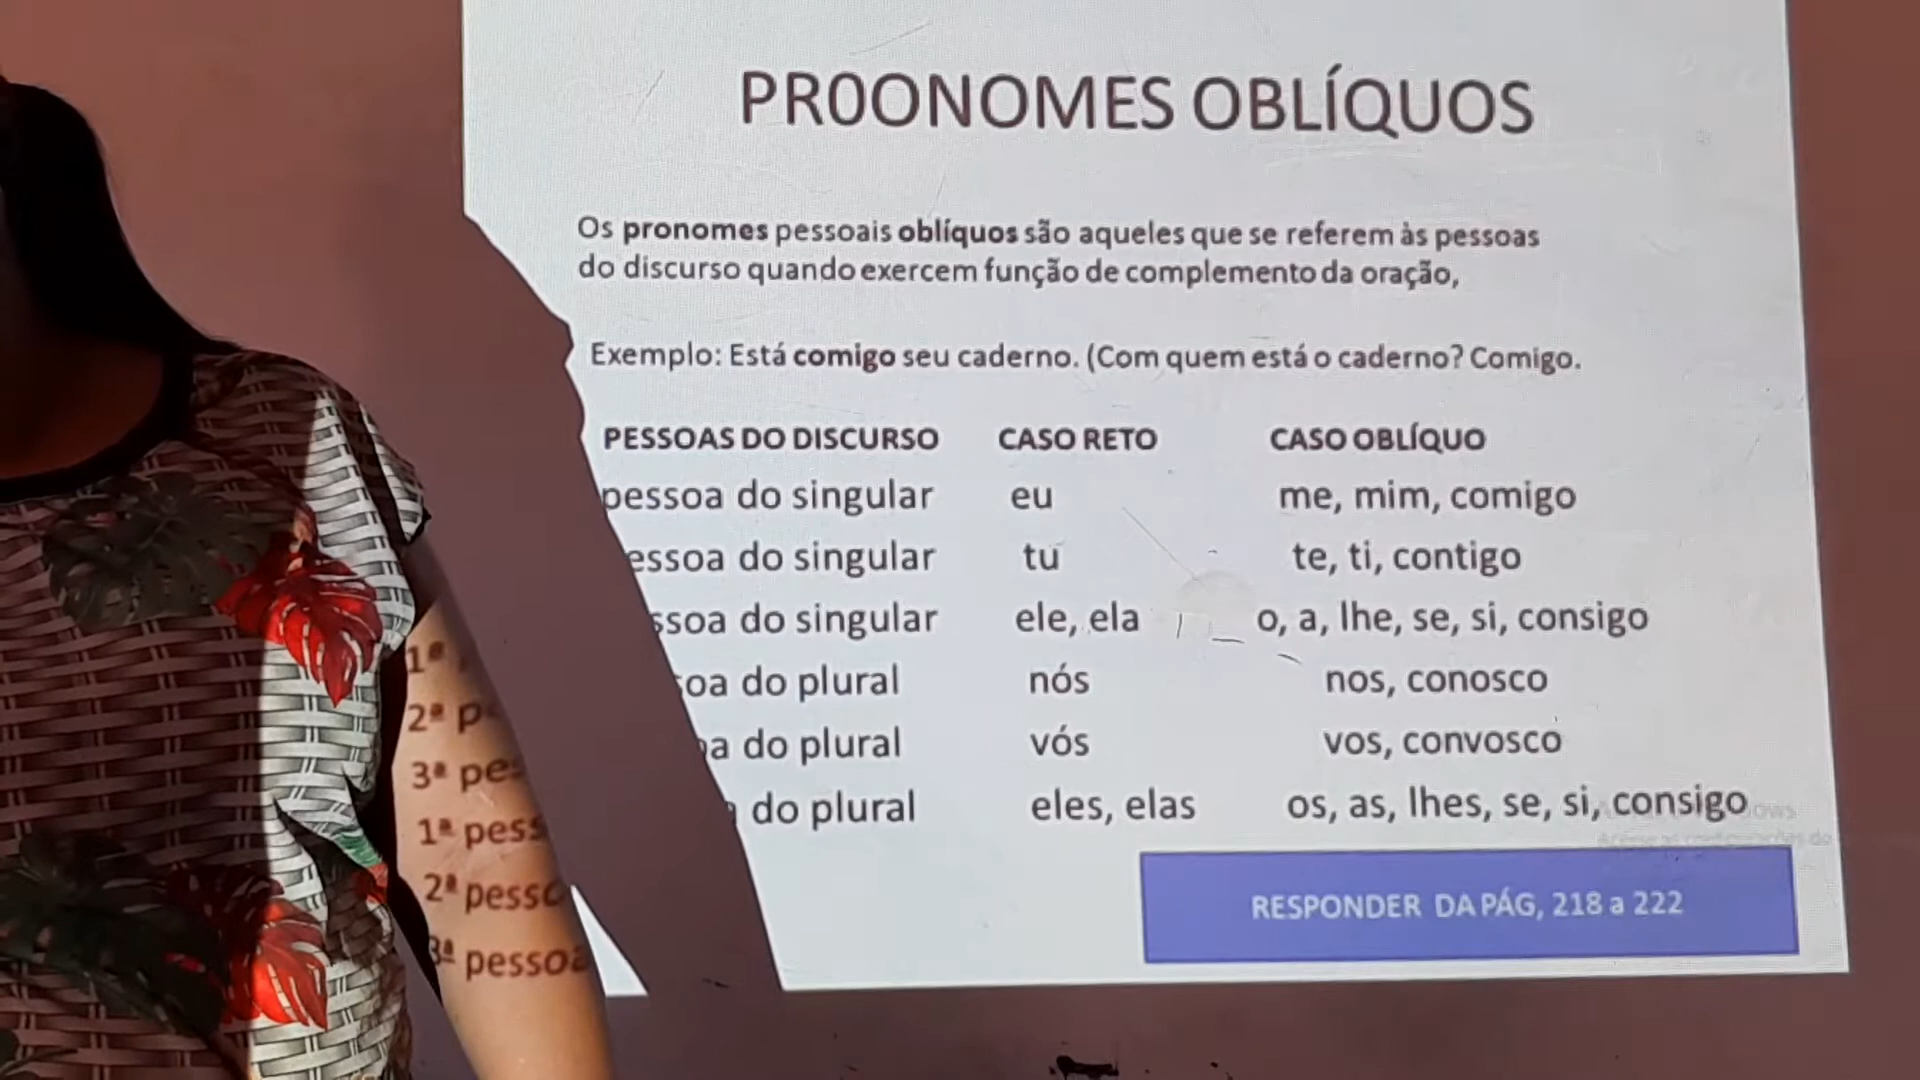 PR0ONOMES OBLÍQUOS
Os pronomes pessoais oblíquos são aqueles que se referem às pessoas
do discurso quando exercem função de complemento da oração,
Exemplo: Está comigo seu caderno. (Com quem está o caderno? Comigo.
PESSOAS DO DISCURSO CASO RETO CASO OBLÍQUO
1ª pessoa do singular eu me, mim, comigo
2ª p essoa do singular tu te, ti, contigo
3ª pes ssoa do singular ele, ela o, a, lhe, se, si, consigo
1ª pess oa do plural nós nos, conosco
2ª pesso a do plural vós vos, convosco
3ª pessoa do plural eles, elas os, as, lhes, se, si, consigo
RESPONDER DA PÁG, 218 a 222